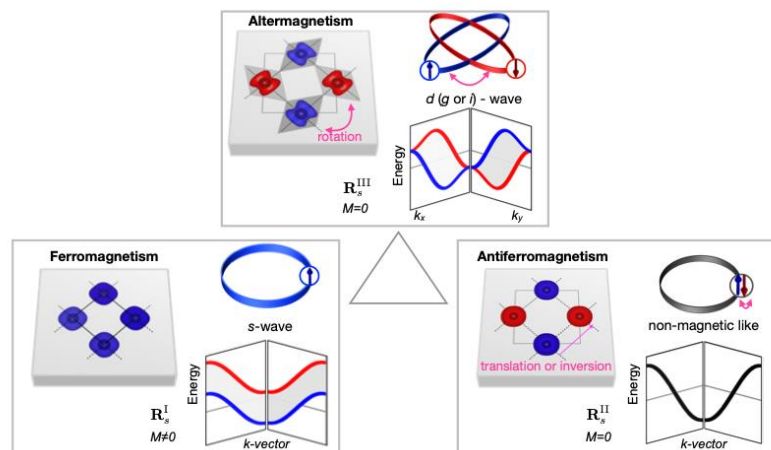 Altermagnetism
rotation
d (g or i) - wave
Energy
kₓ
k_y
R_s^III
M=0
Ferromagnetism
s-wave
Energy
k-vector
R_s^I
M≠0
Antiferromagnetism
translation or inversion
non-magnetic like
Energy
k-vector
R_s^II
M=0